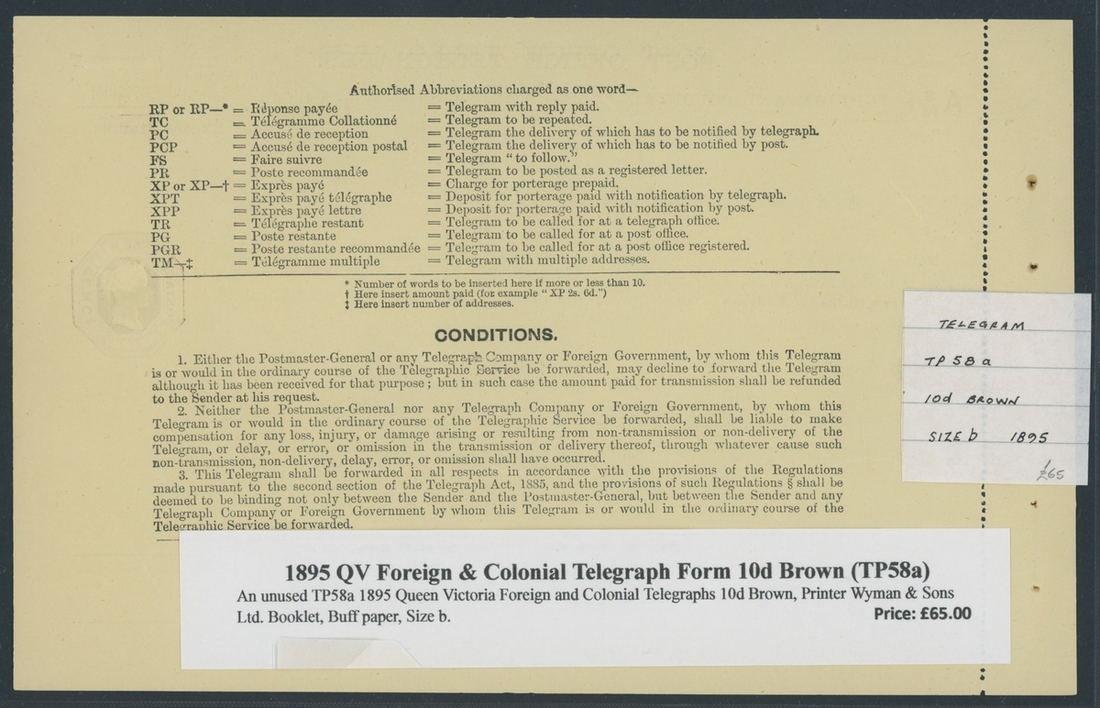 Authorised Abbreviations charged as one word—
RP or RP—* = Réponse payée = Telegram with reply paid.
TC = Télégramme Collationné = Telegram to be repeated.
PC = Accusé de reception = Telegram the delivery of which has to be notified by telegraph.
PCP = Accusé de reception postal = Telegram the delivery of which has to be notified by post.
FS = Faire suivre = Telegram “ to follow.”
PR = Poste recommandée = Telegram to be posted as a registered letter.
XP or XP—† = Exprès payé = Charge for porterage prepaid.
XPT = Exprès payé télégraphe = Deposit for porterage paid with notification by telegraph.
XPP = Exprès payé lettre = Deposit for porterage paid with notification by post.
TR = Télégraphe restant = Telegram to be called for at a telegraph office.
PG = Poste restante = Telegram to be called for at a post office.
PGR = Poste restante recommandée = Telegram to be called for at a post office registered.
TM—‡ = Télégramme multiple = Telegram with multiple addresses.
* Number of words to be inserted here if more or less than 10.
† Here insert amount paid (for example “ XP 2s. 6d.”)
‡ Here insert number of addresses.
CONDITIONS.
1. Either the Postmaster-General or any Telegraph Company or Foreign Government, by whom this Telegram
is or would in the ordinary course of the Telegraphic Service be forwarded, may decline to forward the Telegram
although it has been received for that purpose ; but in such case the amount paid for transmission shall be refunded
to the Sender at his request.
2. Neither the Postmaster-General nor any Telegraph Company or Foreign Government, by whom this
Telegram is or would in the ordinary course of the Telegraphic Service be forwarded, shall be liable to make
compensation for any loss, injury, or damage arising or resulting from non-transmission or non-delivery of the
Telegram, or delay, or error, or omission in the transmission or delivery thereof, through whatever cause such
non-transmission, non-delivery, delay, error, or omission shall have occurred.
3. This Telegram shall be forwarded in all respects in accordance with the provisions of the Regulations
made pursuant to the second section of the Telegraph Act, 1885, and the provisions of such Regulations § shall be
deemed to be binding not only between the Sender and the Postmaster-General, but between the Sender and any
Telegraph Company or Foreign Government by whom this Telegram is or would in the ordinary course of the
Telegraphic Service be forwarded.
TELEGRAM
TP 58 a
10d BROWN
SIZE b 1895
£65
1895 QV Foreign & Colonial Telegraph Form 10d Brown (TP58a)
An unused TP58a 1895 Queen Victoria Foreign and Colonial Telegraphs 10d Brown, Printer Wyman & Sons
Ltd. Booklet, Buff paper, Size b. Price: £65.00